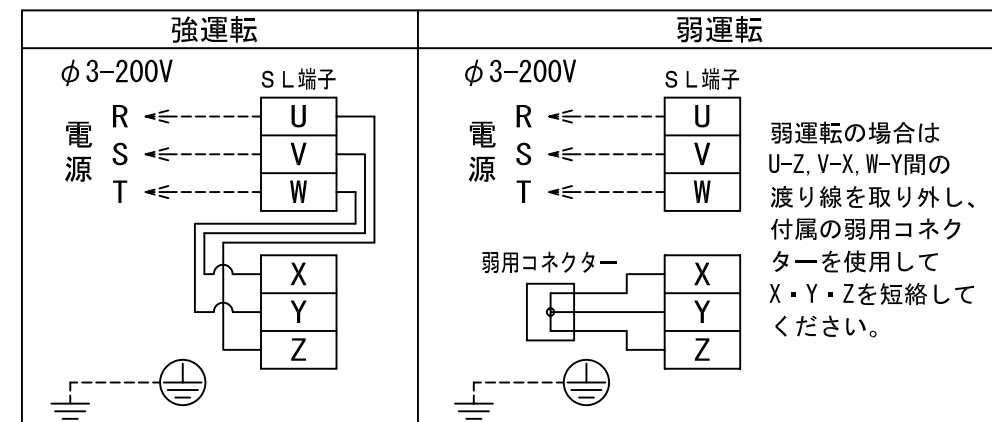 強運転
φ3-200V
SL端子
電源
R
S
T
U
V
W
X
Y
Z
弱運転
φ3-200V
SL端子
電源
R
S
T
U
V
W
弱用コネクター
X
Y
Z
弱運転の場合は
U-Z,V-X,W-Y間の
渡り線を取り外し、
付属の弱用コネク
ターを使用して
X・Y・Zを短絡して
ください。